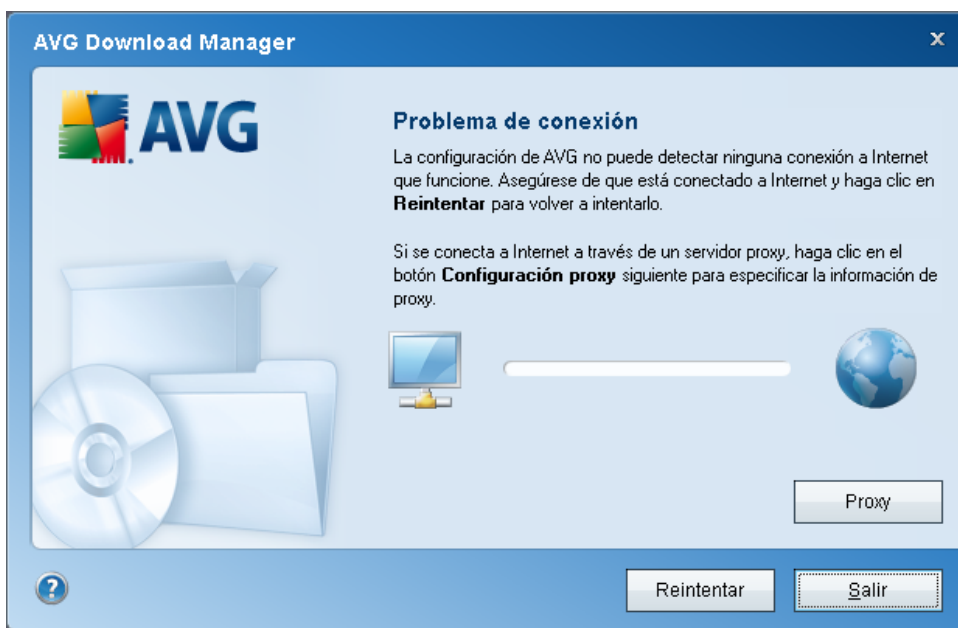 AVG Download Manager
x
AVG
Problema de conexión
La configuración de AVG no puede detectar ninguna conexión a Internet
que funcione. Asegúrese de que está conectado a Internet y haga clic en
Reintentar para volver a intentarlo.
Si se conecta a Internet a través de un servidor proxy, haga clic en el
botón Configuración proxy siguiente para especificar la información de
proxy.
Proxy
?
Reintentar
Salir